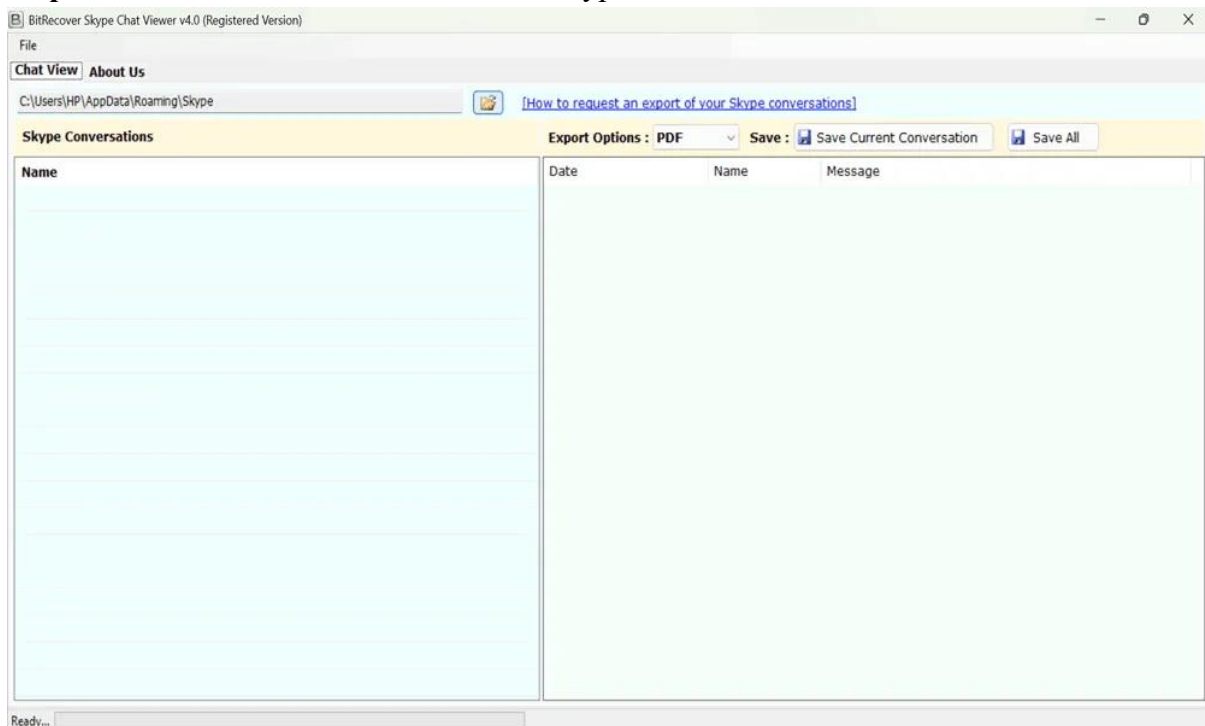 BitRecover Skype Chat Viewer v4.0 (Registered Version)
File
Chat View About Us
C:\Users\HP\AppData\Roaming\Skype [How to request an export of your Skype conversations]
Skype Conversations Export Options : PDF Save : Save Current Conversation Save All
Name Date Name Message
Ready...